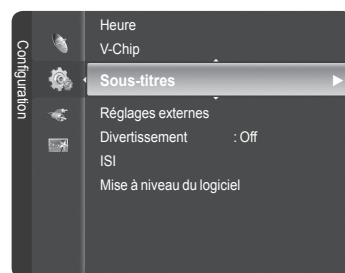 Configuration
Heure
V-Chip
Sous-titres
Réglages externes
Divertissement : Off
ISI
Mise à niveau du logiciel